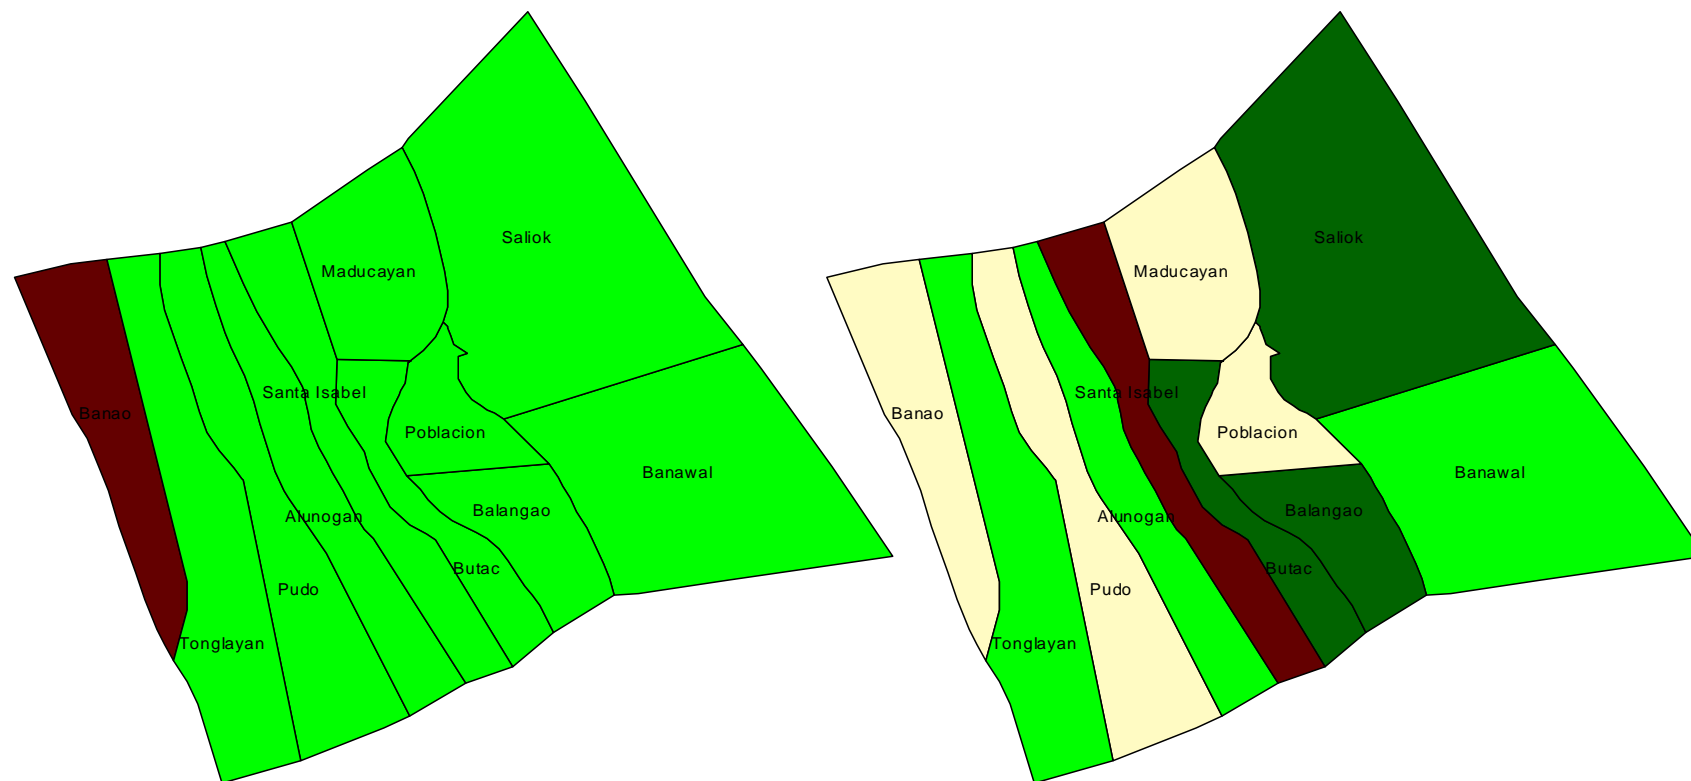 Saliok
Maducayan
Santa Isabel
Banao
Poblacion
Banawal
Balangao
Alunogan
Butac
Pudo
Tonglayan
Saliok
Maducayan
Santa Isabel
Banao
Poblacion
Banawal
Balangao
Alunogan
Butac
Pudo
Tonglayan